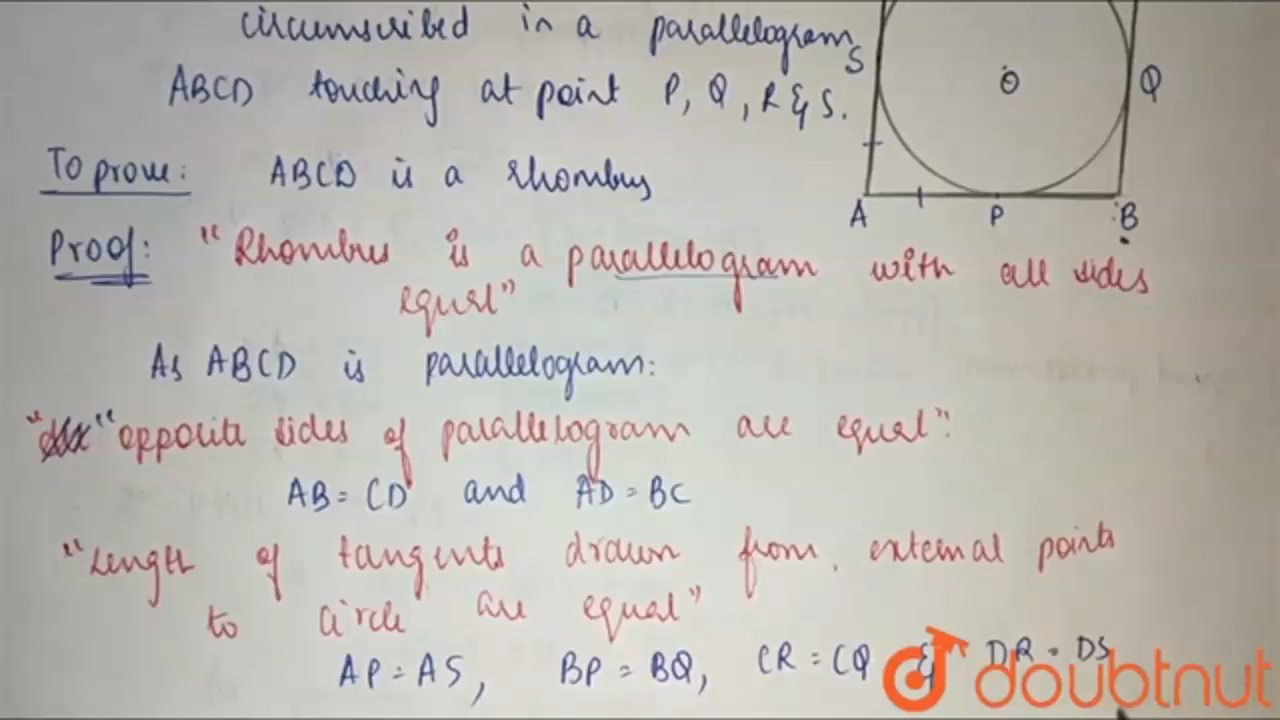 circumscribed in a parallelogram
S
ABCD touching at point P, Q, R & S.
O
Q
To prove: ABCD is a rhombus
A P B
Proof: "Rhombus is a parallelogram with all sides
equal"
As ABCD is parallelogram:
"opposite sides of parallelogram are equal":
AB = CD and AD = BC
"Length of tangents drawn from external points
to circle are equal"
AP = AS, BP = BQ, CR = CQ & DR = DS
doubtnut